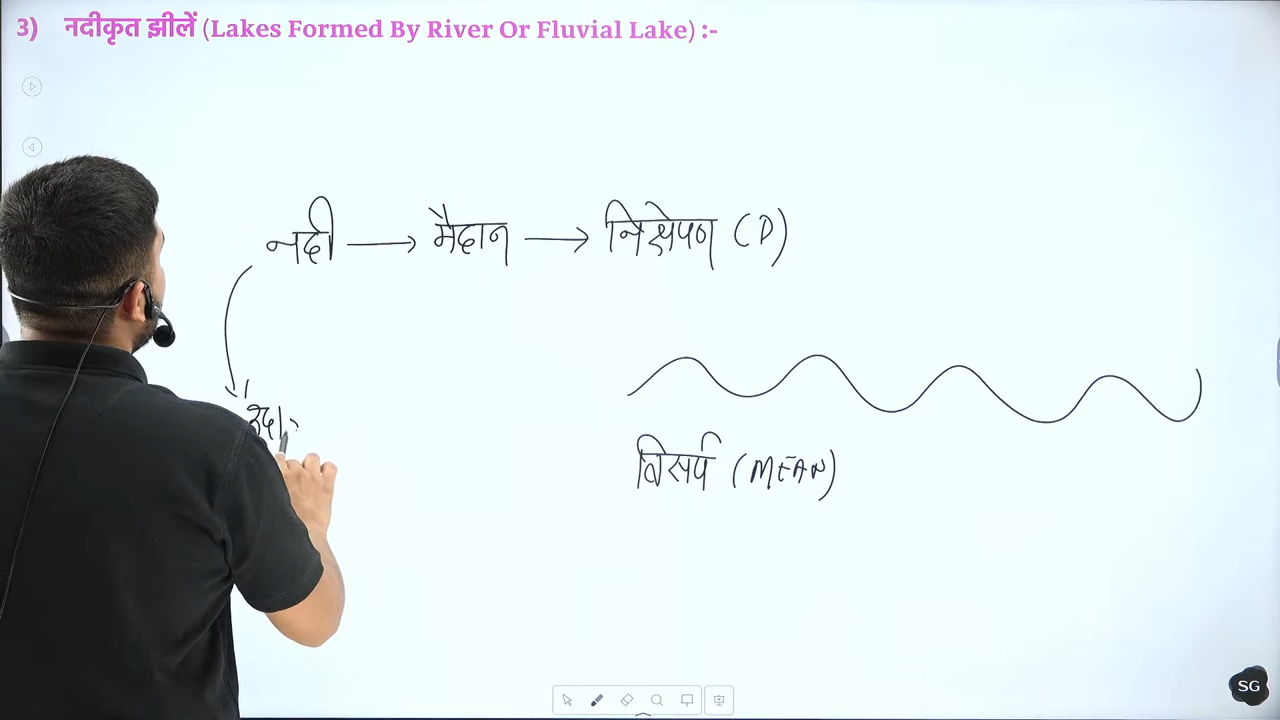 3) नदीकृत झीलें (Lakes Formed By River Or Fluvial Lake) :-
नदी → मैदान → निक्षेपण (D)
विसर्प (MEAN)
SG